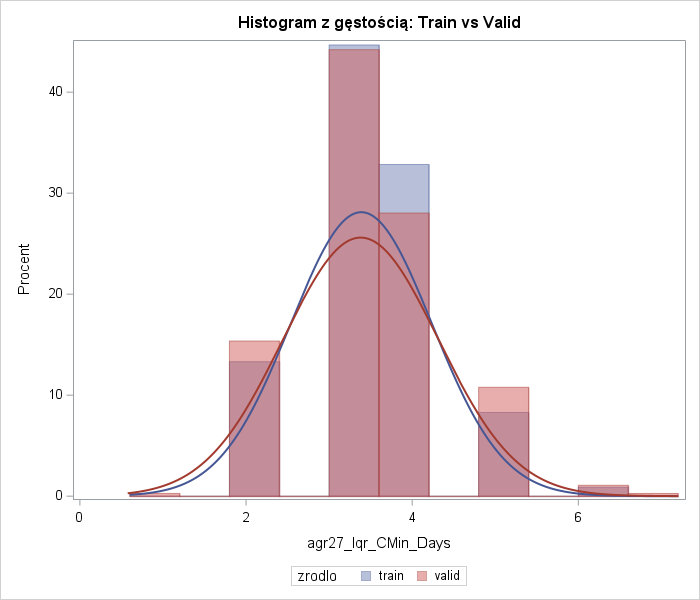 Histogram z gęstością: Train vs Valid
Procent
40
30
20
10
0
0 2 4 6
agr27_Iqr_CMin_Days
zrodlo train valid